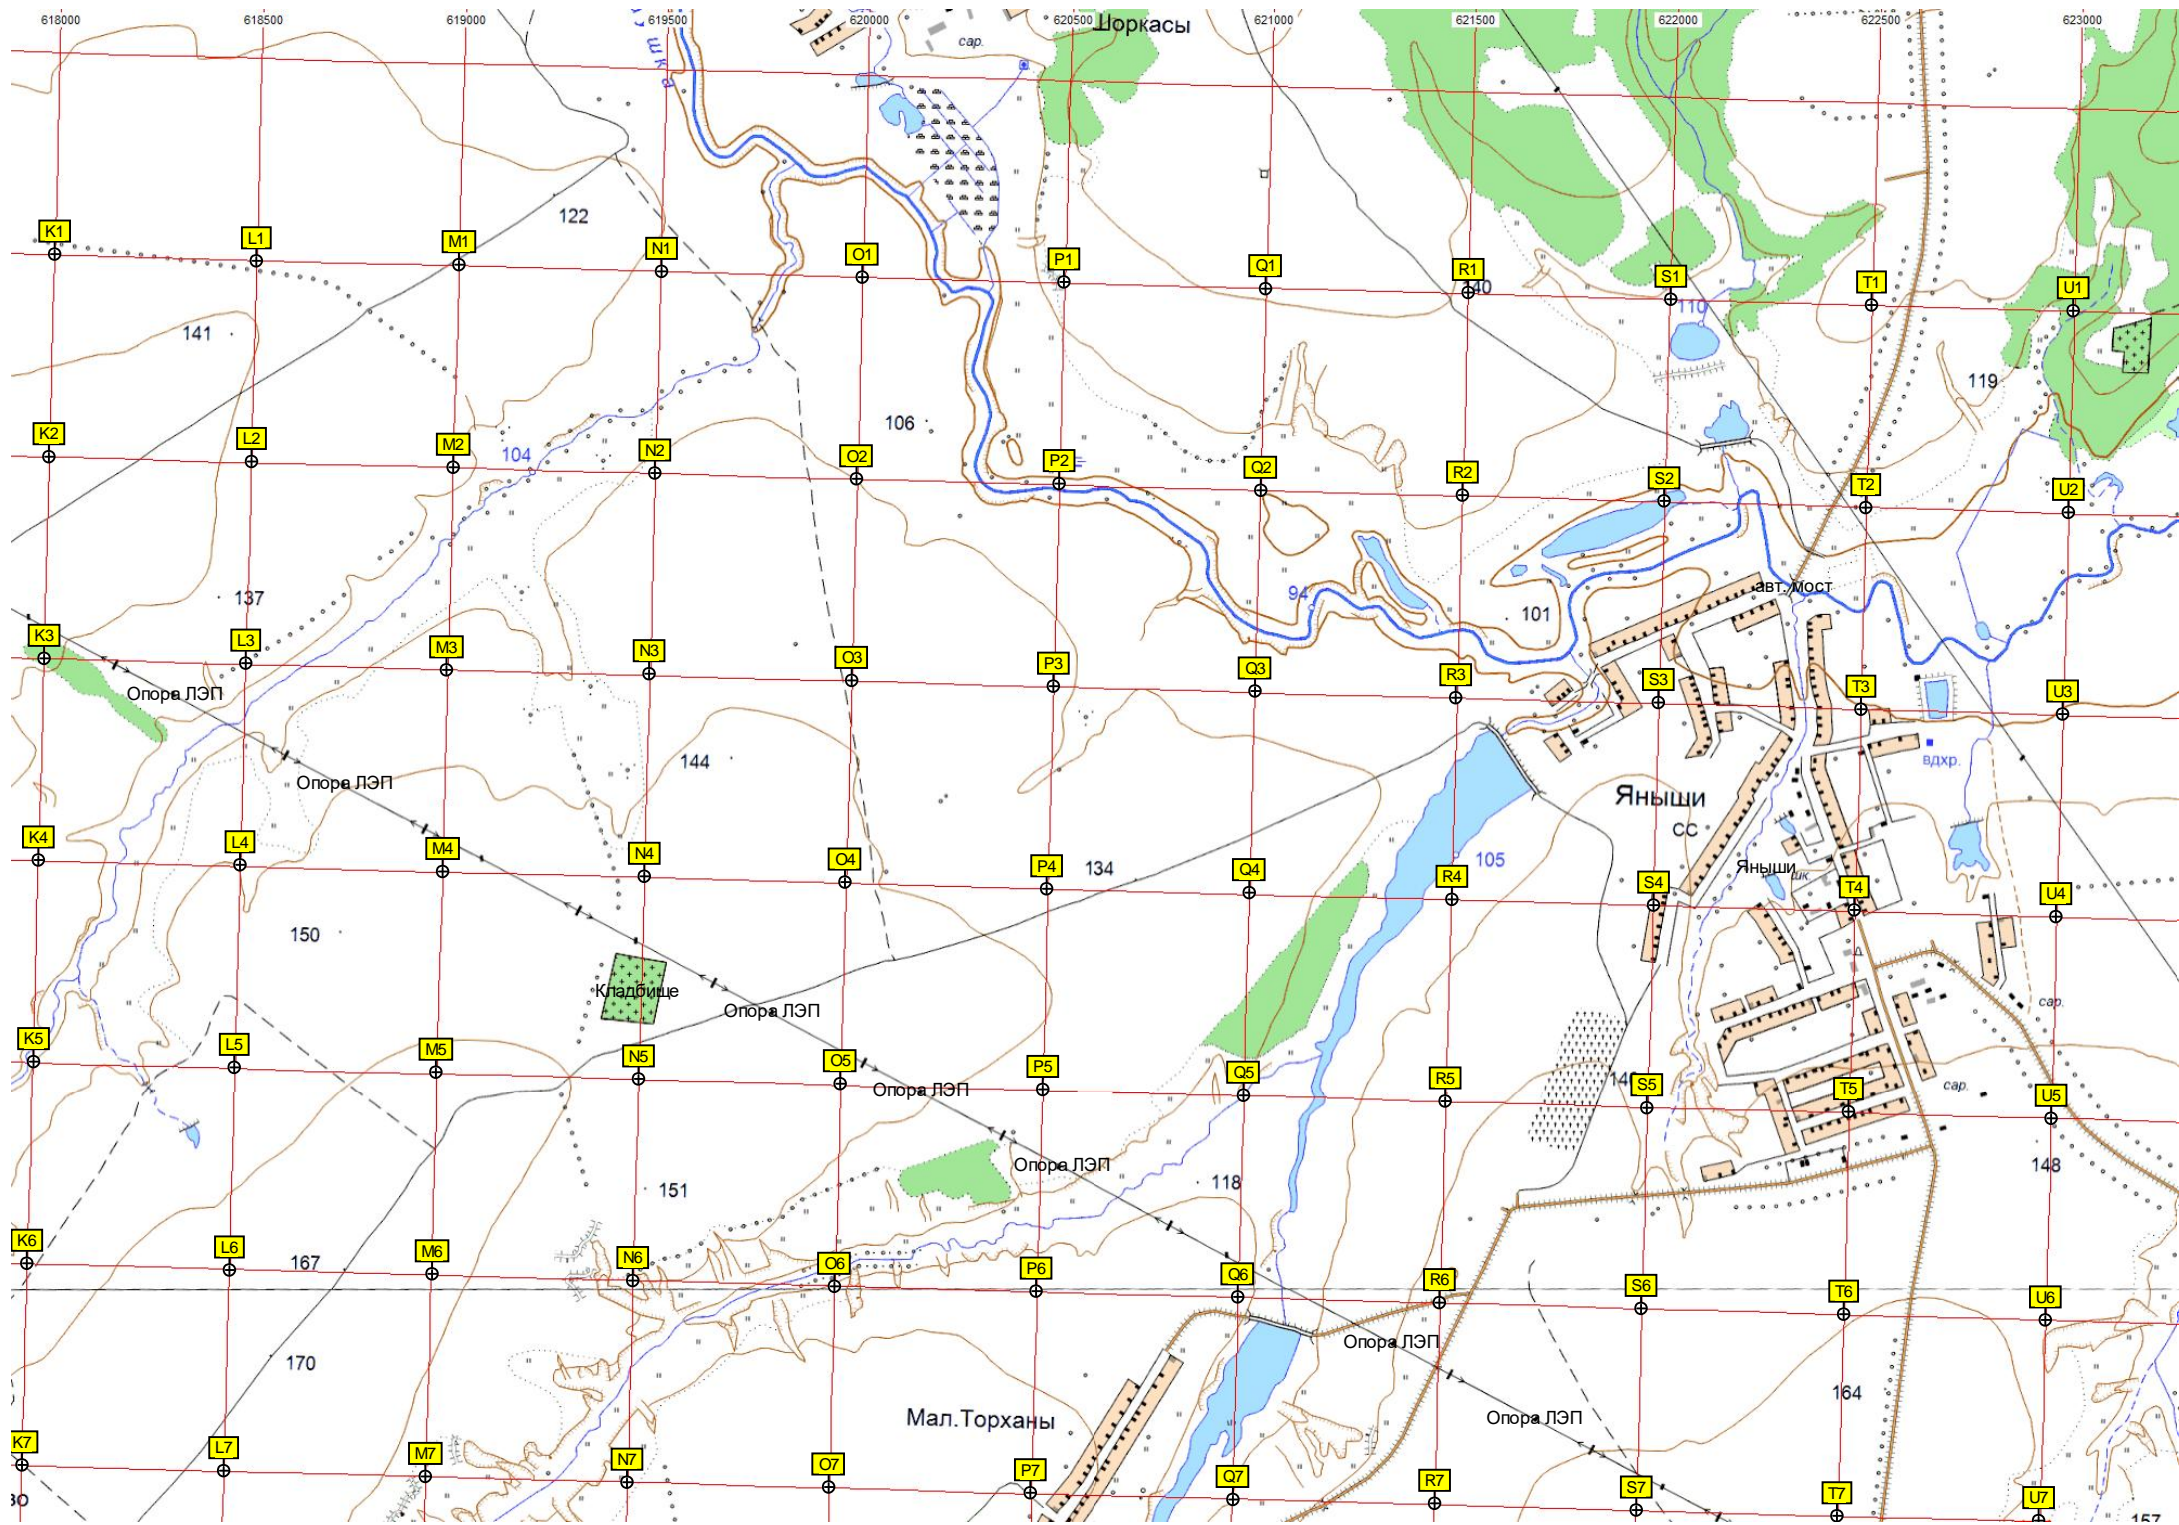 618000 618500 619000 619500 620000 620500 621000 621500 622000 622500 623000
Шоркасы
сар.
ушка
122
K1 L1 M1 N1 O1 P1 Q1 R1 S1 T1 U1
140
110
141
119
106
K2 L2 M2 N2 O2 P2 Q2 R2 S2 T2 U2
104
авт. мост
94
137
101
K3 L3 M3 N3 O3 P3 Q3 R3 S3 T3 U3
Опора ЛЭП
144
вдхр.
Опора ЛЭП
Яныши
СС
K4 L4 M4 N4 O4 P4 Q4 R4 S4 T4 U4
134
105
Яныши
шк.
150
Кладбище
Опора ЛЭП
сар.
K5 L5 M5 N5 O5 P5 Q5 R5 S5 T5 U5
Опора ЛЭП
сар.
Опора ЛЭП
148
151
118
K6 L6 M6 N6 O6 P6 Q6 R6 S6 T6 U6
167
Опора ЛЭП
170
164
Мал.Торханы
Опора ЛЭП
K7 L7 M7 N7 O7 P7 Q7 R7 S7 T7 U7
157